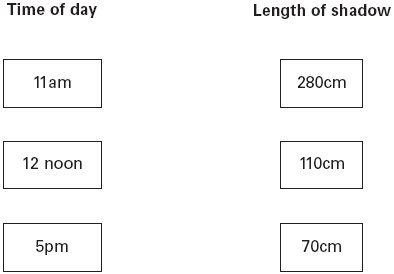 Time of day Length of shadow
11am 280cm
12 noon 110cm
5pm 70cm